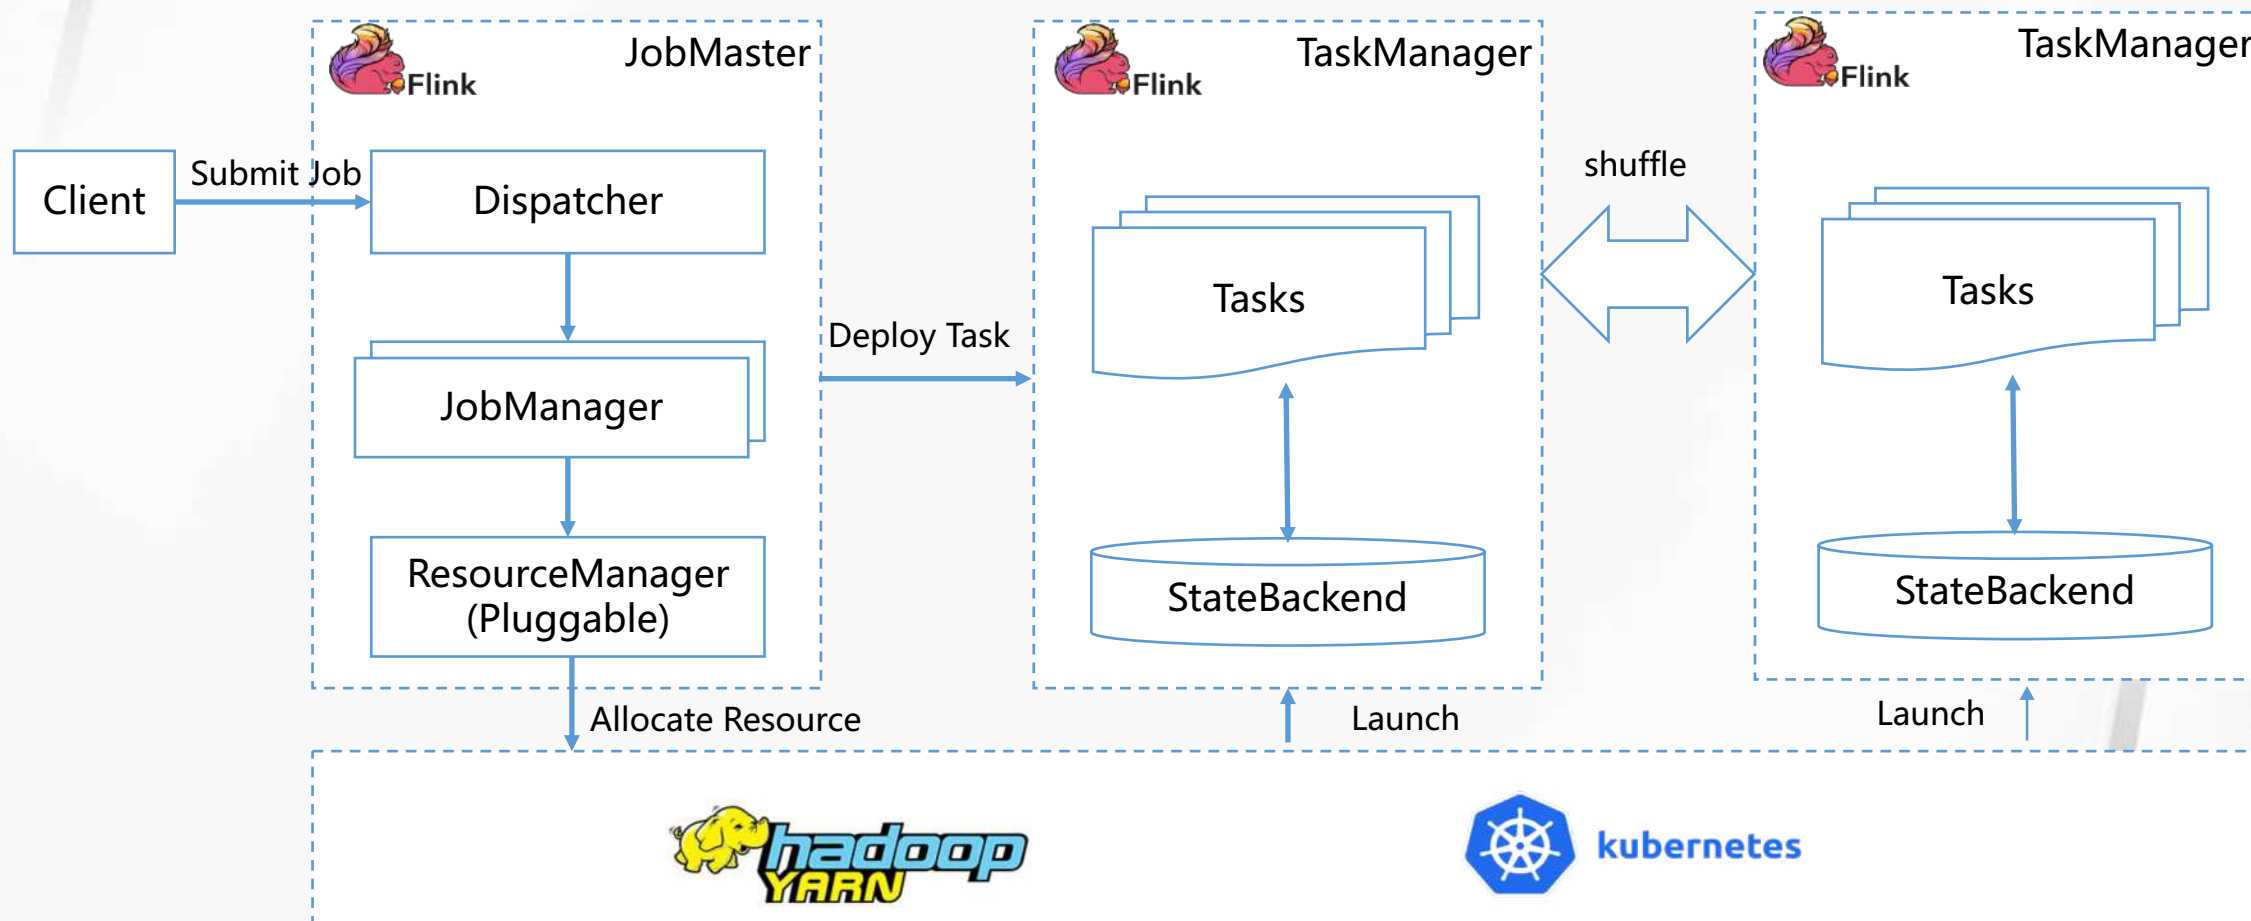 Flink
JobMaster
Flink
TaskManager
Flink
TaskManager
Client
Submit Job
Dispatcher
shuffle
Tasks
Tasks
Deploy Task
JobManager
ResourceManager
(Pluggable)
StateBackend
StateBackend
Allocate Resource
Launch
Launch
hadoop
YARN
kubernetes